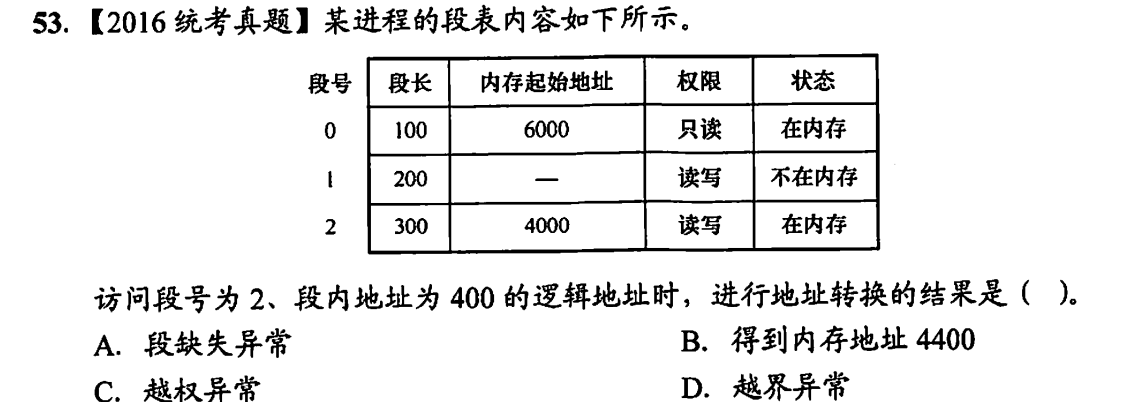 53. 【2016 统考真题】某进程的段表内容如下所示。
段号 段长 内存起始地址 权限 状态
0 100 6000 只读 在内存
1 200 — 读写 不在内存
2 300 4000 读写 在内存
访问段号为 2、段内地址为 400 的逻辑地址时，进行地址转换的结果是（ ）。
A. 段缺失异常 B. 得到内存地址 4400
C. 越权异常 D. 越界异常